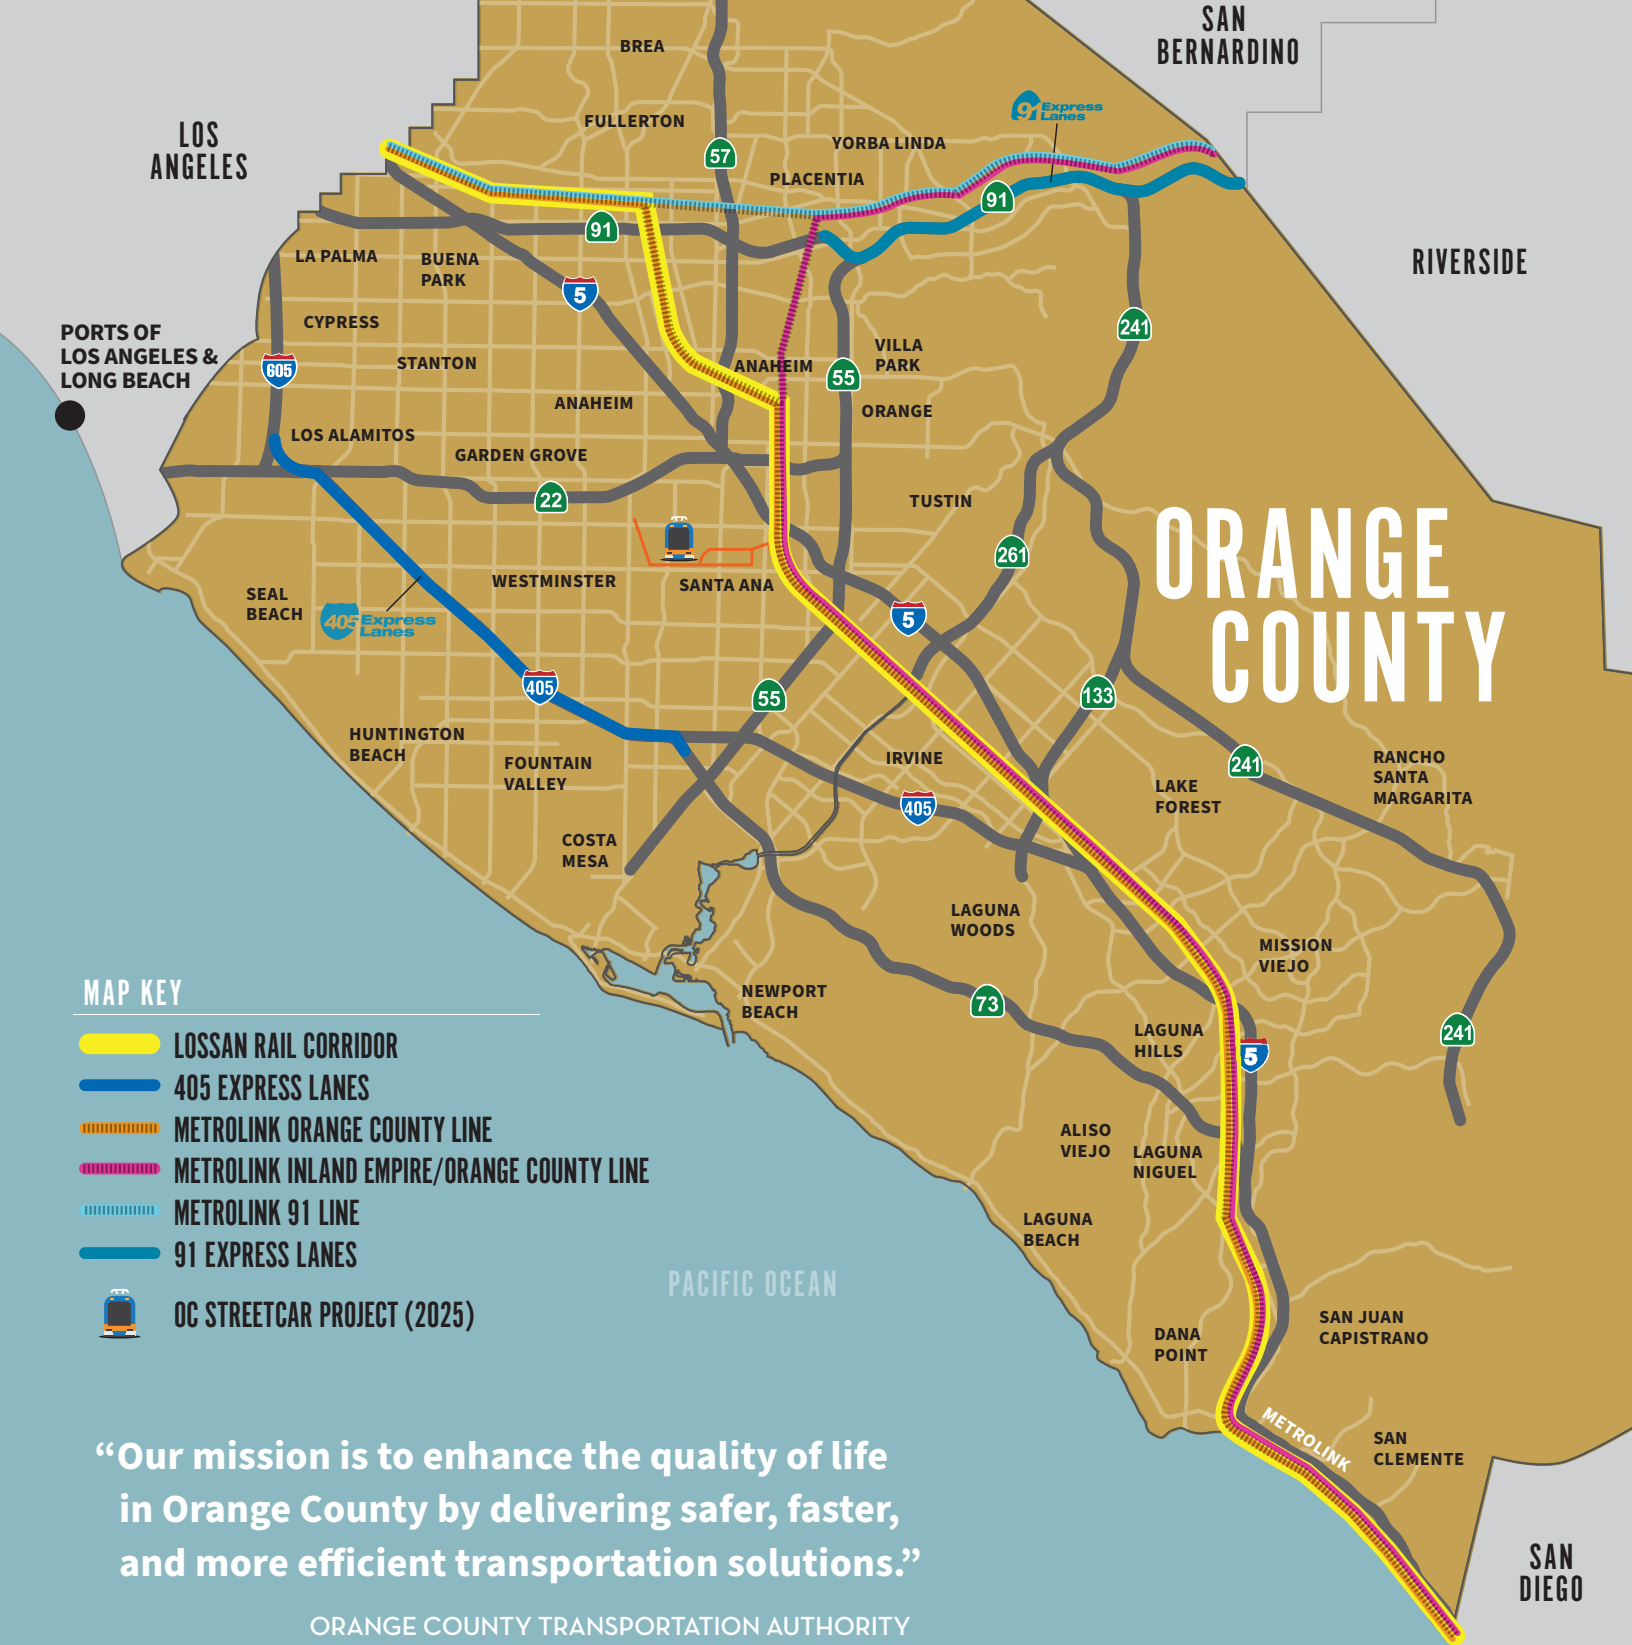 SAN
BERNARDINO
BREA
91 Express
Lanes
FULLERTON
LOS
ANGELES
YORBA LINDA
57
PLACENTIA
91
91
LA PALMA
BUENA
PARK
RIVERSIDE
5
CYPRESS
241
PORTS OF
LOS ANGELES &
LONG BEACH
STANTON
605
VILLA
PARK
ANAHEIM
55
ANAHEIM
ORANGE
LOS ALAMITOS
GARDEN GROVE
22
TUSTIN
ORANGE
COUNTY
261
WESTMINSTER
SANTA ANA
SEAL
BEACH
405 Express
Lanes
5
405
55
133
HUNTINGTON
BEACH
FOUNTAIN
VALLEY
IRVINE
241
RANCHO
SANTA
MARGARITA
LAKE
FOREST
405
COSTA
MESA
LAGUNA
WOODS
MISSION
VIEJO
NEWPORT
BEACH
73
LAGUNA
HILLS
5
241
ALISO
VIEJO
LAGUNA
NIGUEL
LAGUNA
BEACH
PACIFIC OCEAN
SAN JUAN
CAPISTRANO
DANA
POINT
METROLINK
SAN
CLEMENTE
SAN
DIEGO
MAP KEY
LOSSAN RAIL CORRIDOR
405 EXPRESS LANES
METROLINK ORANGE COUNTY LINE
METROLINK INLAND EMPIRE/ORANGE COUNTY LINE
METROLINK 91 LINE
91 EXPRESS LANES
OC STREETCAR PROJECT (2025)
“Our mission is to enhance the quality of life
in Orange County by delivering safer, faster,
and more efficient transportation solutions.”
ORANGE COUNTY TRANSPORTATION AUTHORITY